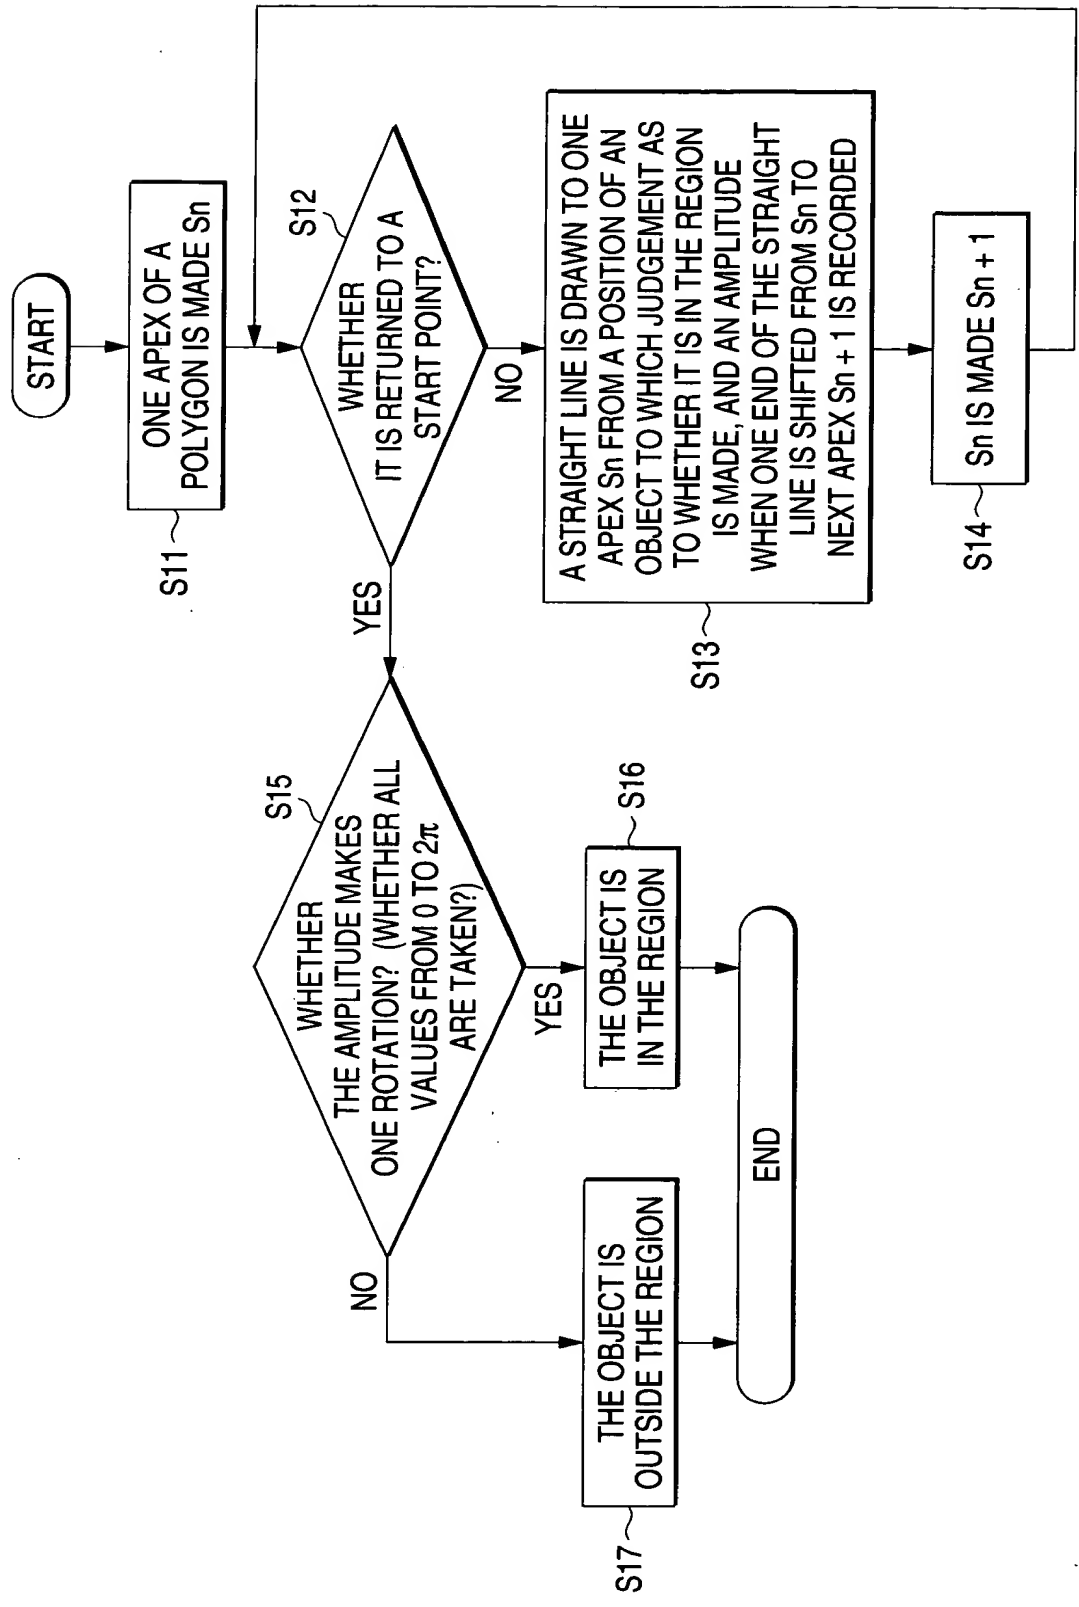 START
ONE APEX OF A
POLYGON IS MADE Sn
S11
S12
WHETHER
IT IS RETURNED TO A
START POINT?
YES
NO
A STRAIGHT LINE IS DRAWN TO ONE
APEX Sn FROM A POSITION OF AN
OBJECT TO WHICH JUDGEMENT AS
TO WHETHER IT IS IN THE REGION
IS MADE, AND AN AMPLITUDE
WHEN ONE END OF THE STRAIGHT
LINE IS SHIFTED FROM Sn TO
NEXT APEX Sn + 1 IS RECORDED
S13
Sn IS MADE Sn + 1
S14
S15
WHETHER
THE AMPLITUDE MAKES
ONE ROTATION? (WHETHER ALL
VALUES FROM 0 TO 2π
ARE TAKEN?)
NO
YES
S16
THE OBJECT IS
IN THE REGION
THE OBJECT IS
OUTSIDE THE REGION
S17
END